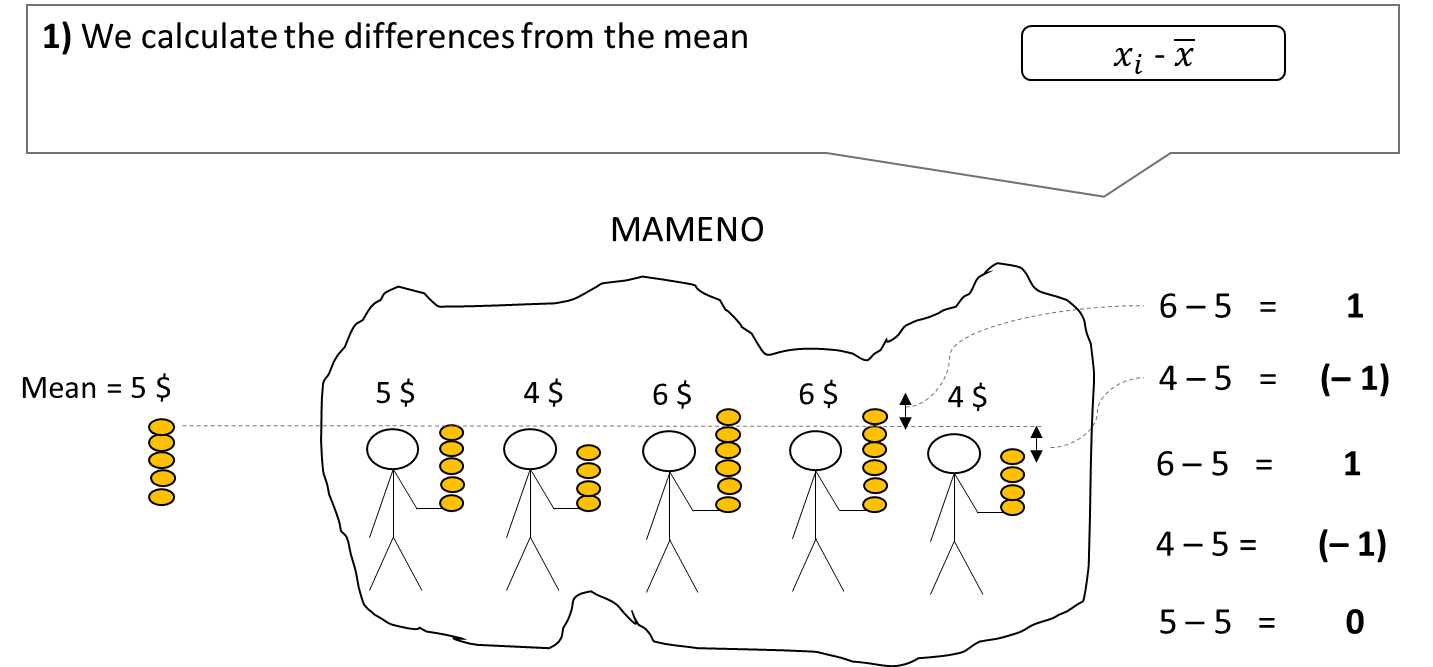 1) We calculate the differences from the mean
xᵢ - x̅
MAMENO
Mean = 5 $
5 $
4 $
6 $
6 $
4 $
6 – 5 = 1
4 – 5 = (– 1)
6 – 5 = 1
4 – 5 = (– 1)
5 – 5 = 0